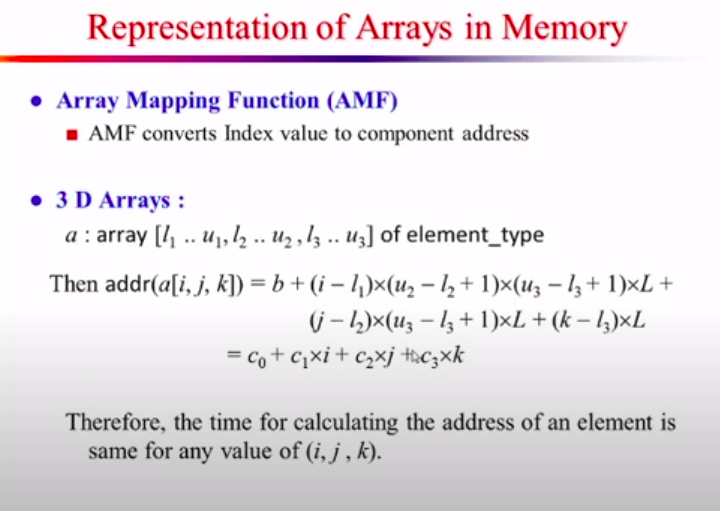 Representation of Arrays in Memory
● Array Mapping Function (AMF)
■ AMF converts Index value to component address
● 3 D Arrays :
a : array [l₁ .. u₁, l₂ .. u₂ , l₃ .. u₃] of element_type
Then addr(a[i, j, k]) = b + (i – l₁)×(u₂ – l₂ + 1)×(u₃ – l₃ + 1)×L +
(j – l₂)×(u₃ – l₃ + 1)×L + (k – l₃)×L
= c₀ + c₁×i + c₂×j + c₃×k
Therefore, the time for calculating the address of an element is
same for any value of (i, j , k).